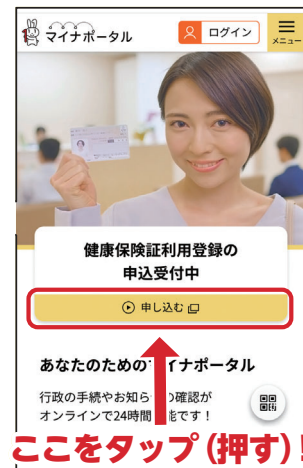 マイナポータル
ログイン
メニュー
健康保険証利用登録の
申込受付中
申し込む
あなたのための イナポータル
行政の手続やお知ら の確認が
オンラインで24時間 能です!
ここをタップ(押す)!